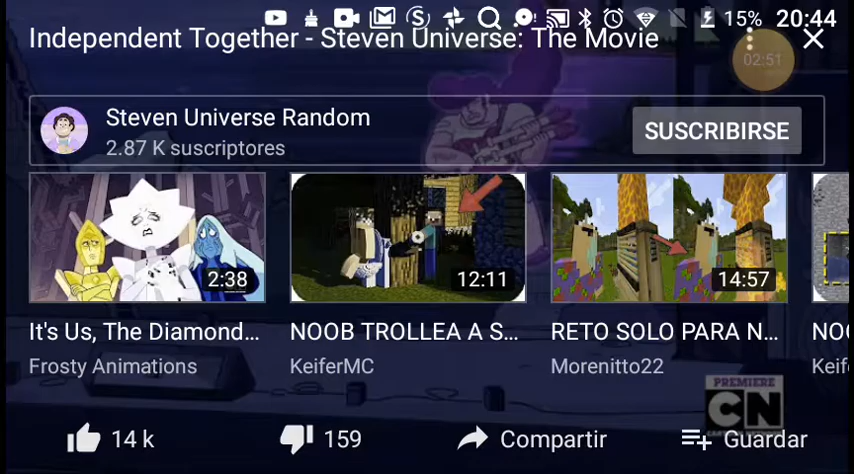 15% 20:44
Independent Together - Steven Universe: The Movie
02:51
Steven Universe Random
2.87 K suscriptores
SUSCRIBIRSE
2:38
12:11
14:57
It's Us, The Diamond...
NOOB TROLLEA A S...
RETO SOLO PARA N...
NOO
Frosty Animations
KeiferMC
Morenitto22
Keif
PREMIERE
CN
14 k
159
Compartir
Guardar